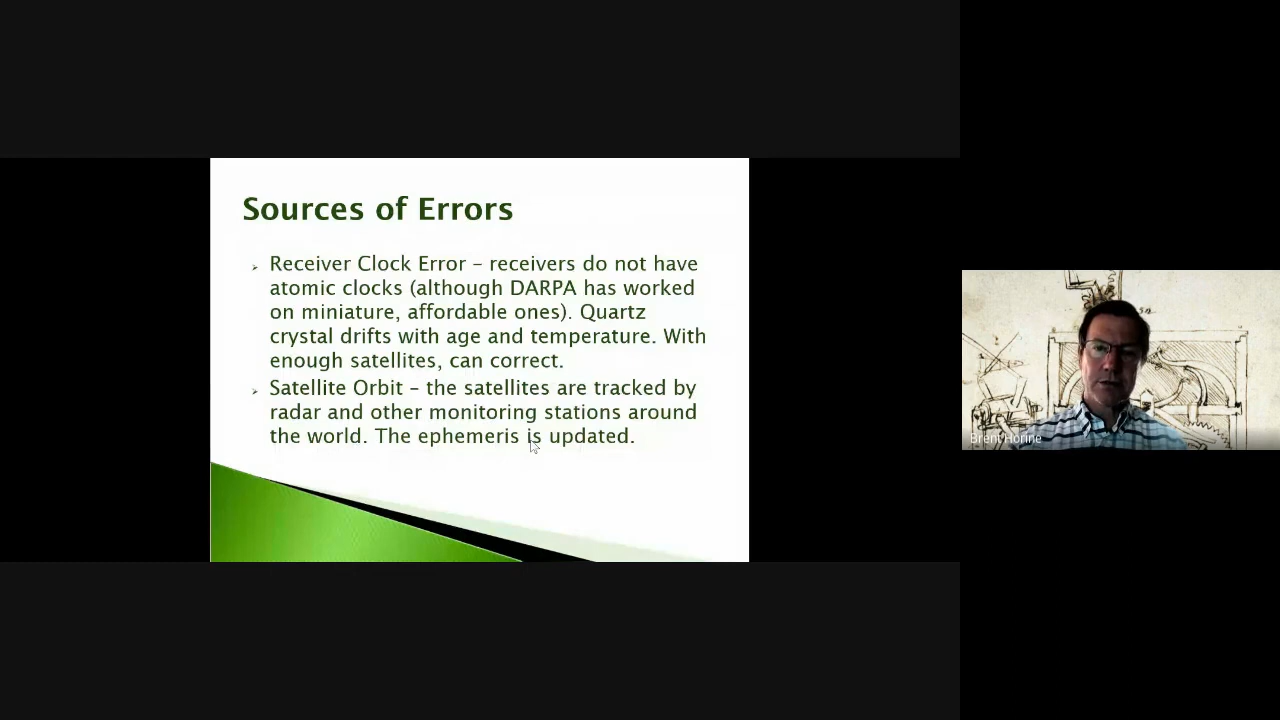 Sources of Errors
Receiver Clock Error – receivers do not have
atomic clocks (although DARPA has worked
on miniature, affordable ones). Quartz
crystal drifts with age and temperature. With
enough satellites, can correct.
Satellite Orbit – the satellites are tracked by
radar and other monitoring stations around
the world. The ephemeris is updated.
Brent Horine